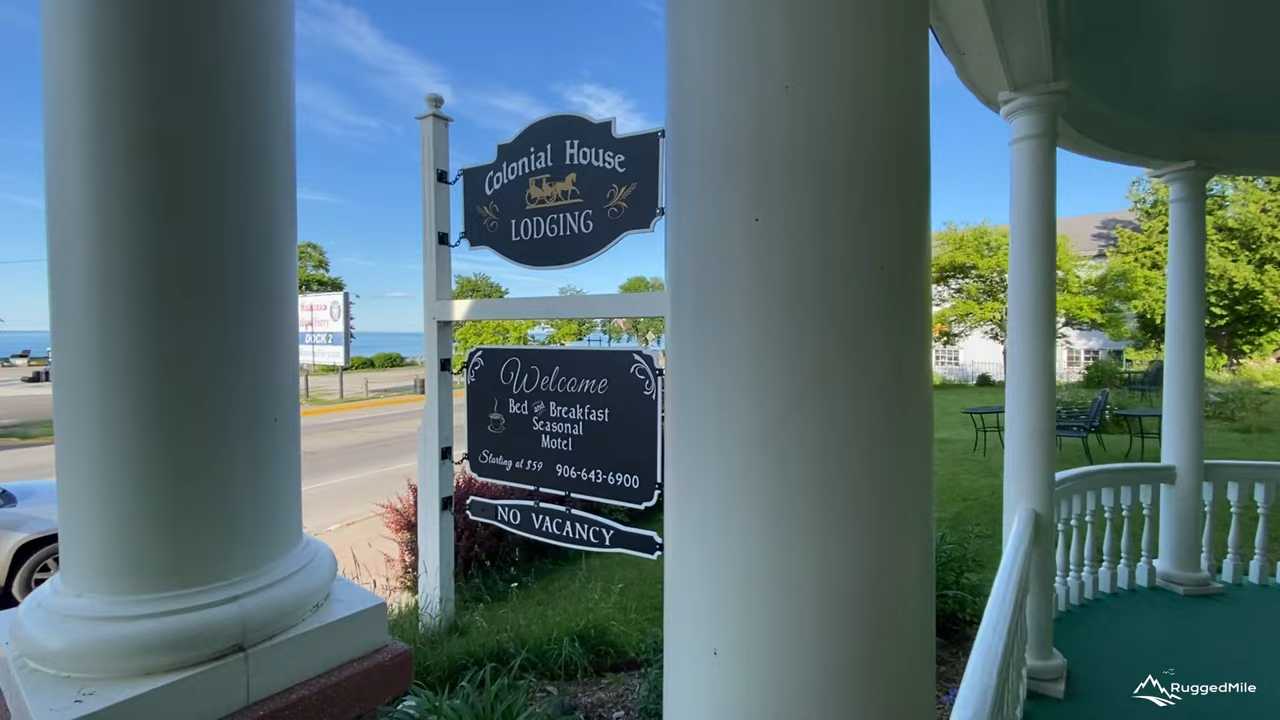 Colonial House
LODGING
DOCK 2
Welcome
Bed and Breakfast
Seasonal
Motel
Starting at $59 906-643-6900
NO VACANCY
RuggedMile